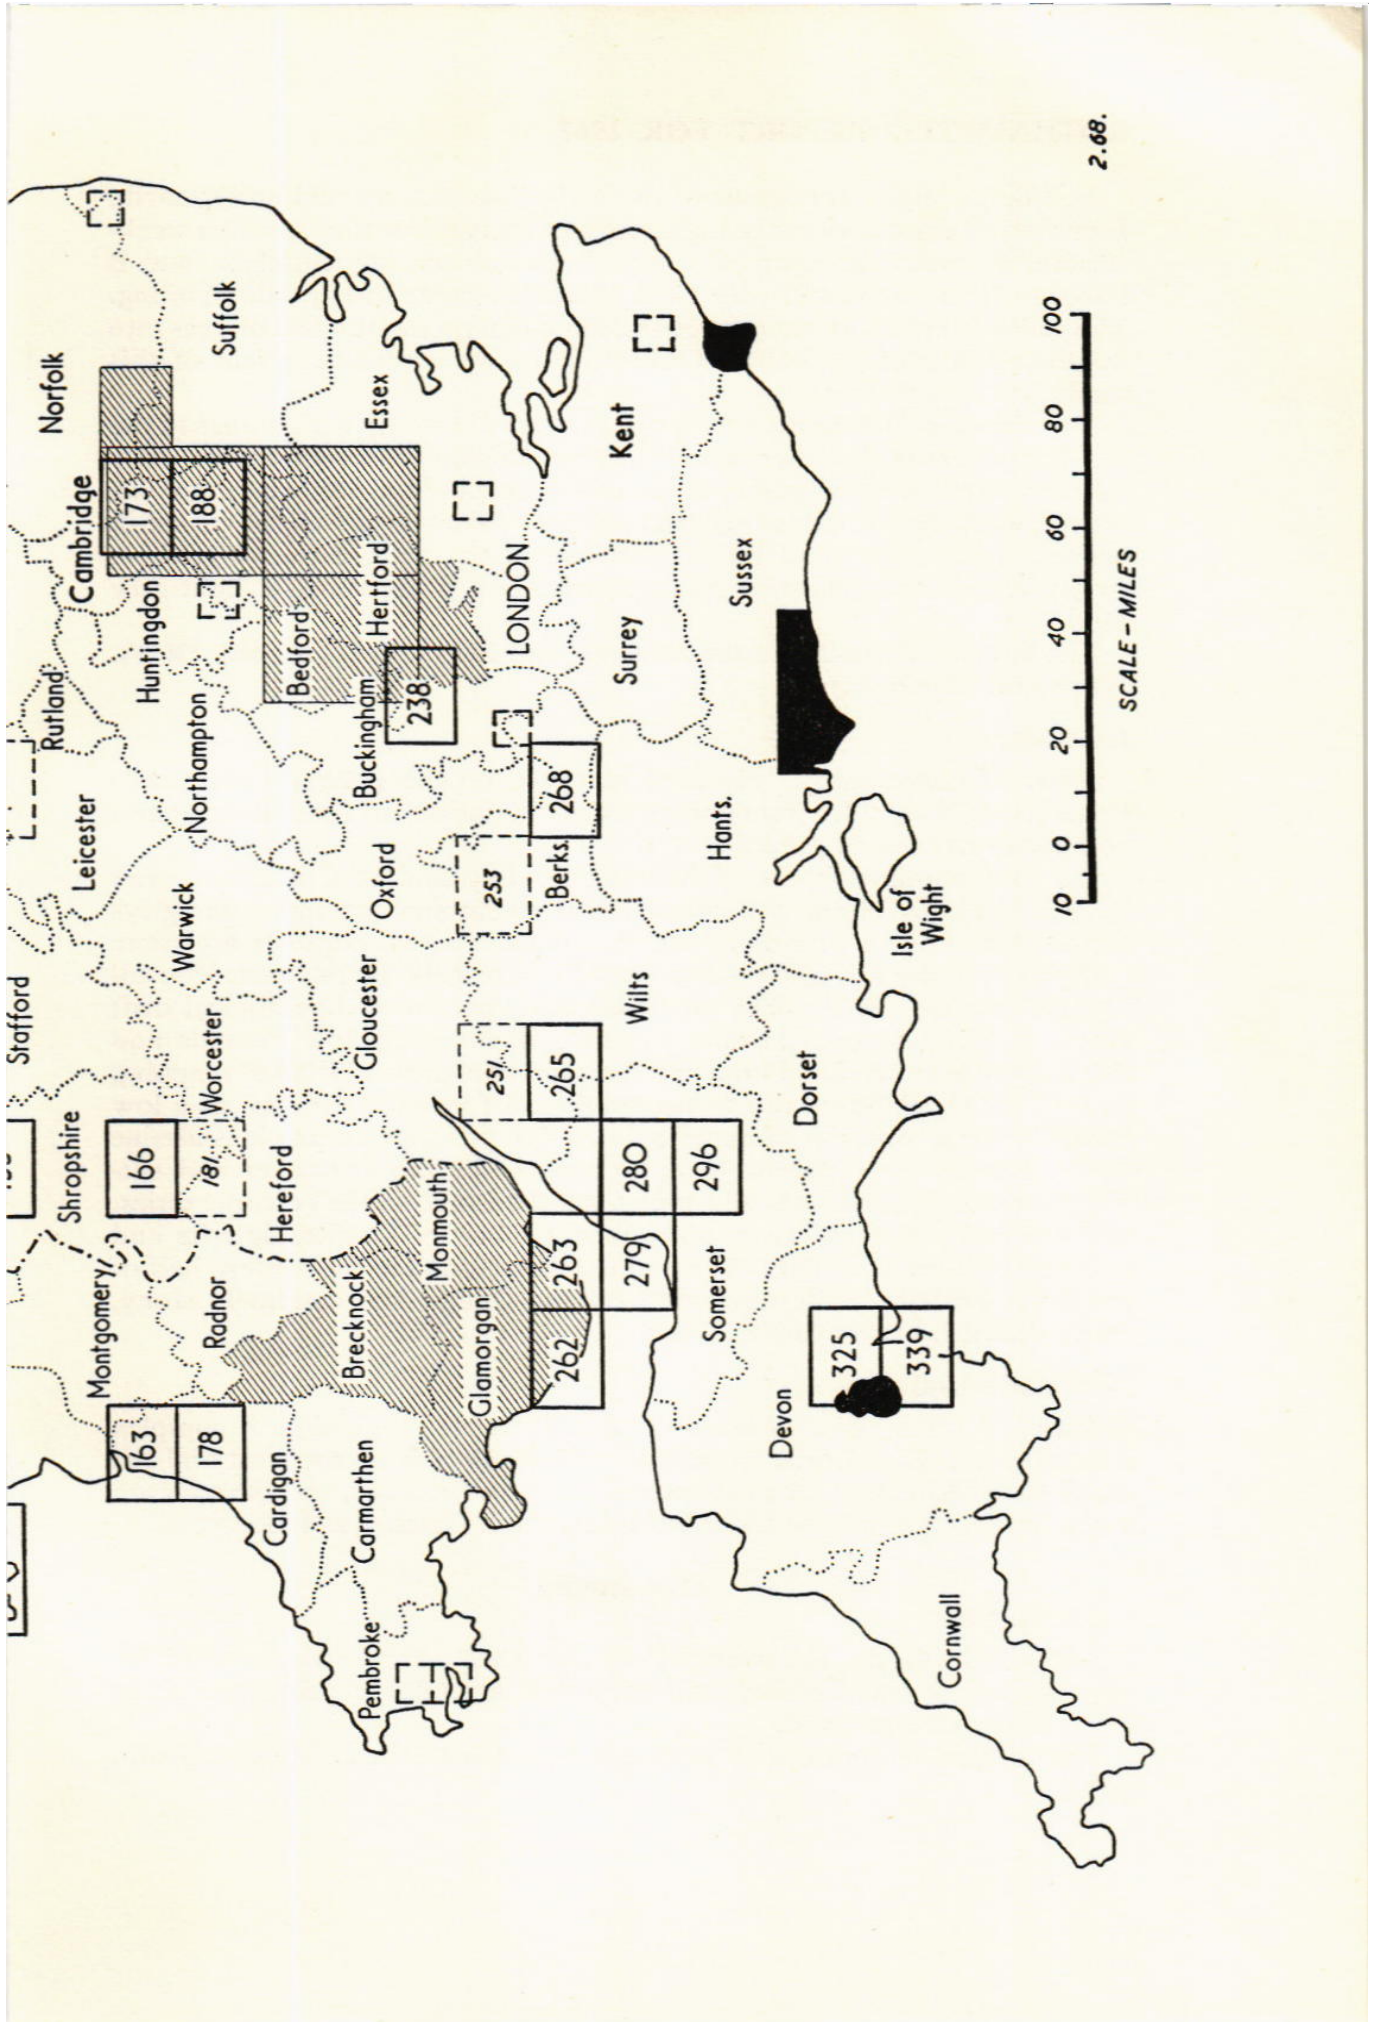 Stafford
Rutland
Norfolk
Shropshire
Leicester
Cambridge
Montgomery
166
Huntingdon
173
163
Warwick
Northampton
188
Suffolk
Radnor
181
Worcester
178
Hereford
Bedford
Cardigan
Brecknock
Gloucester
Oxford
Buckingham
Hertford
Essex
Pembroke
Carmarthen
Monmouth
238
Glamorgan
251
253
LONDON
262
263
265
Berks.
268
279
280
Wilts
Surrey
Kent
Somerset
296
Hants.
Sussex
Devon
Dorset
325
339
Isle of
Wight
Cornwall
10
0
20
40
60
80
100
SCALE – MILES
2.68.